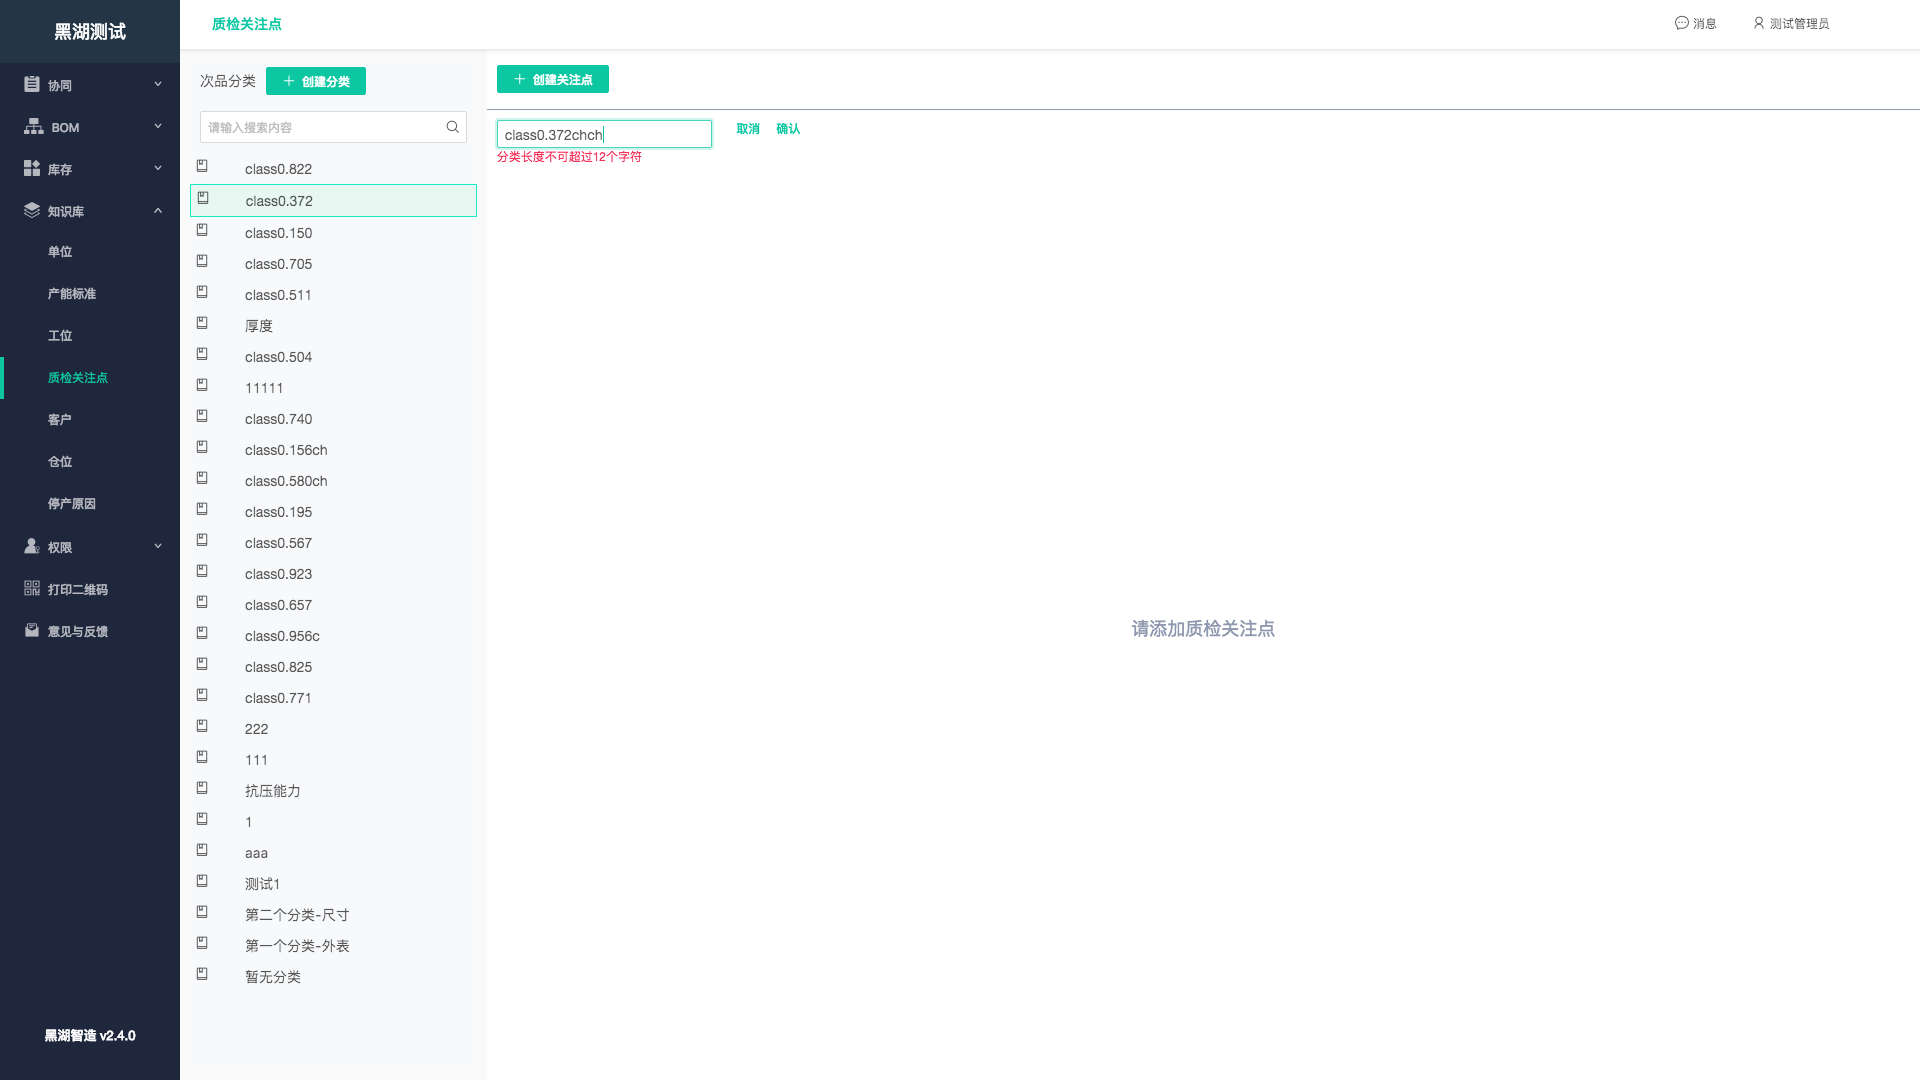 黑湖测试
协同
BOM
库存
知识库
单位
产能标准
工位
质检关注点
客户
仓位
停产原因
权限
打印二维码
意见与反馈
黑湖智造 v2.4.0
质检关注点
消息
测试管理员
次品分类
创建分类
请输入搜索内容
class0.822
class0.372
class0.150
class0.705
class0.511
厚度
class0.504
11111
class0.740
class0.156ch
class0.580ch
class0.195
class0.567
class0.923
class0.657
class0.956c
class0.825
class0.771
222
111
抗压能力
1
aaa
测试1
第二个分类-尺寸
第一个分类-外表
暂无分类
创建关注点
class0.372chch
取消
确认
分类长度不可超过12个字符
请添加质检关注点